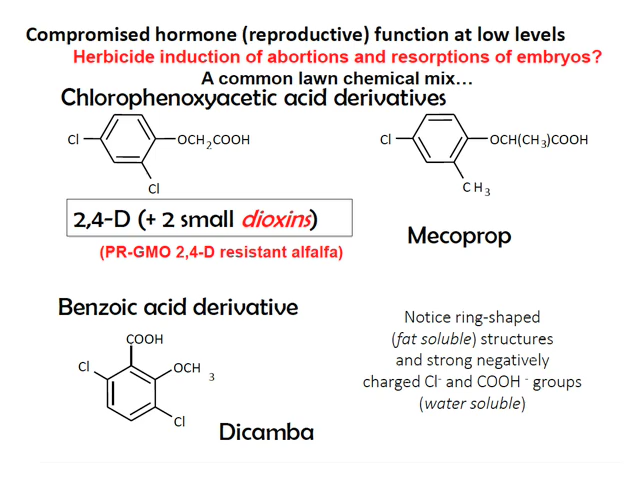 Compromised hormone (reproductive) function at low levels
Herbicide induction of abortions and resorptions of embryos?
A common lawn chemical mix…
Chlorophenoxyacetic acid derivatives
Cl
OCH2COOH
Cl
Cl
OCH(CH3)COOH
CH3
2,4-D (+ 2 small dioxins)
(PR-GMO 2,4-D resistant alfalfa)
Mecoprop
Benzoic acid derivative
COOH
Cl
OCH 3
Cl
Dicamba
Notice ring-shaped
(fat soluble) structures
and strong negatively
charged Cl- and COOH - groups
(water soluble)